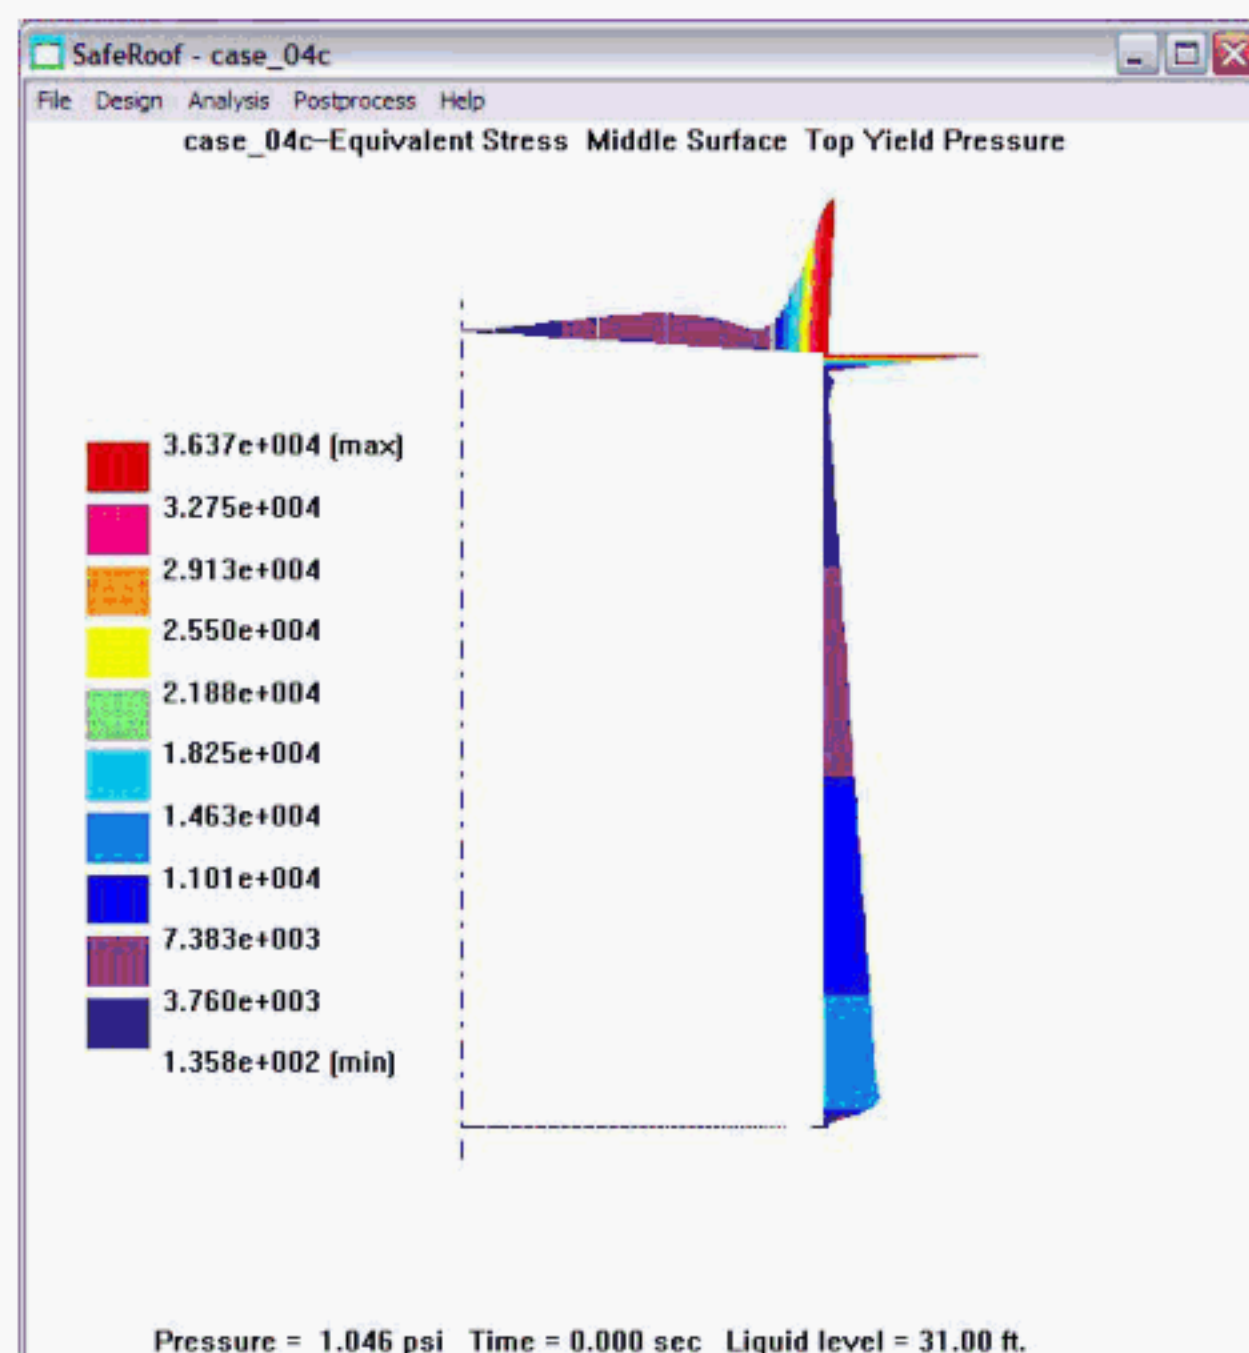 SafeRoof - case_04c
File Design Analysis Postprocess Help
case_04c-Equivalent Stress Middle Surface Top Yield Pressure
3.637e+004 (max)
3.275e+004
2.913e+004
2.550e+004
2.188e+004
1.825e+004
1.463e+004
1.101e+004
7.383e+003
3.760e+003
1.358e+002 (min)
Pressure = 1.046 psi Time = 0.000 sec Liquid level = 31.00 ft.